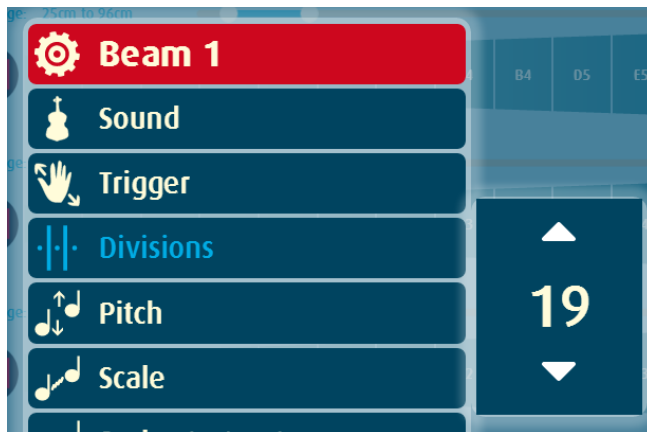 25cm to 96cm
Beam 1
B4 D5 E5
Sound
Trigger
Divisions
19
Pitch
Scale